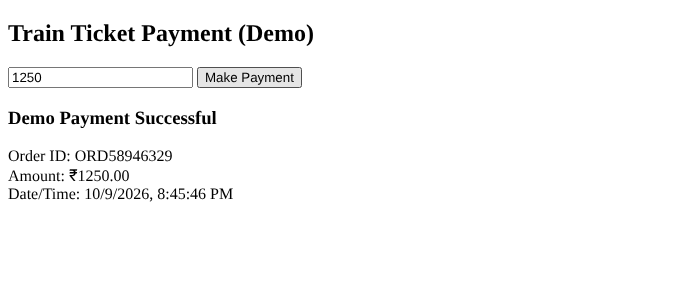 Train Ticket Payment (Demo)
1250 Make Payment
Demo Payment Successful
Order ID: ORD58946329
Amount: ₹1250.00
Date/Time: 10/9/2026, 8:45:46 PM